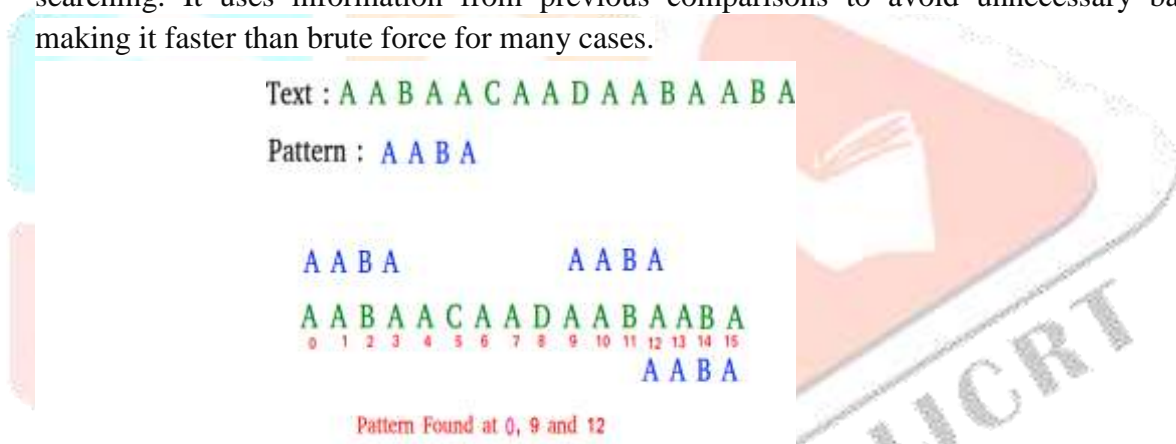 searching. It uses information from previous comparisons to avoid unnecessary ba
making it faster than brute force for many cases.
Text : A A B A A C A A D A A B A A B A
Pattern : A A B A
A A B A A A B A
A A B A A C A A D A A B A A B A
0 1 2 3 4 5 6 7 8 9 10 11 12 13 14 15
A A B A
Pattern Found at 0, 9 and 12
IJCRT